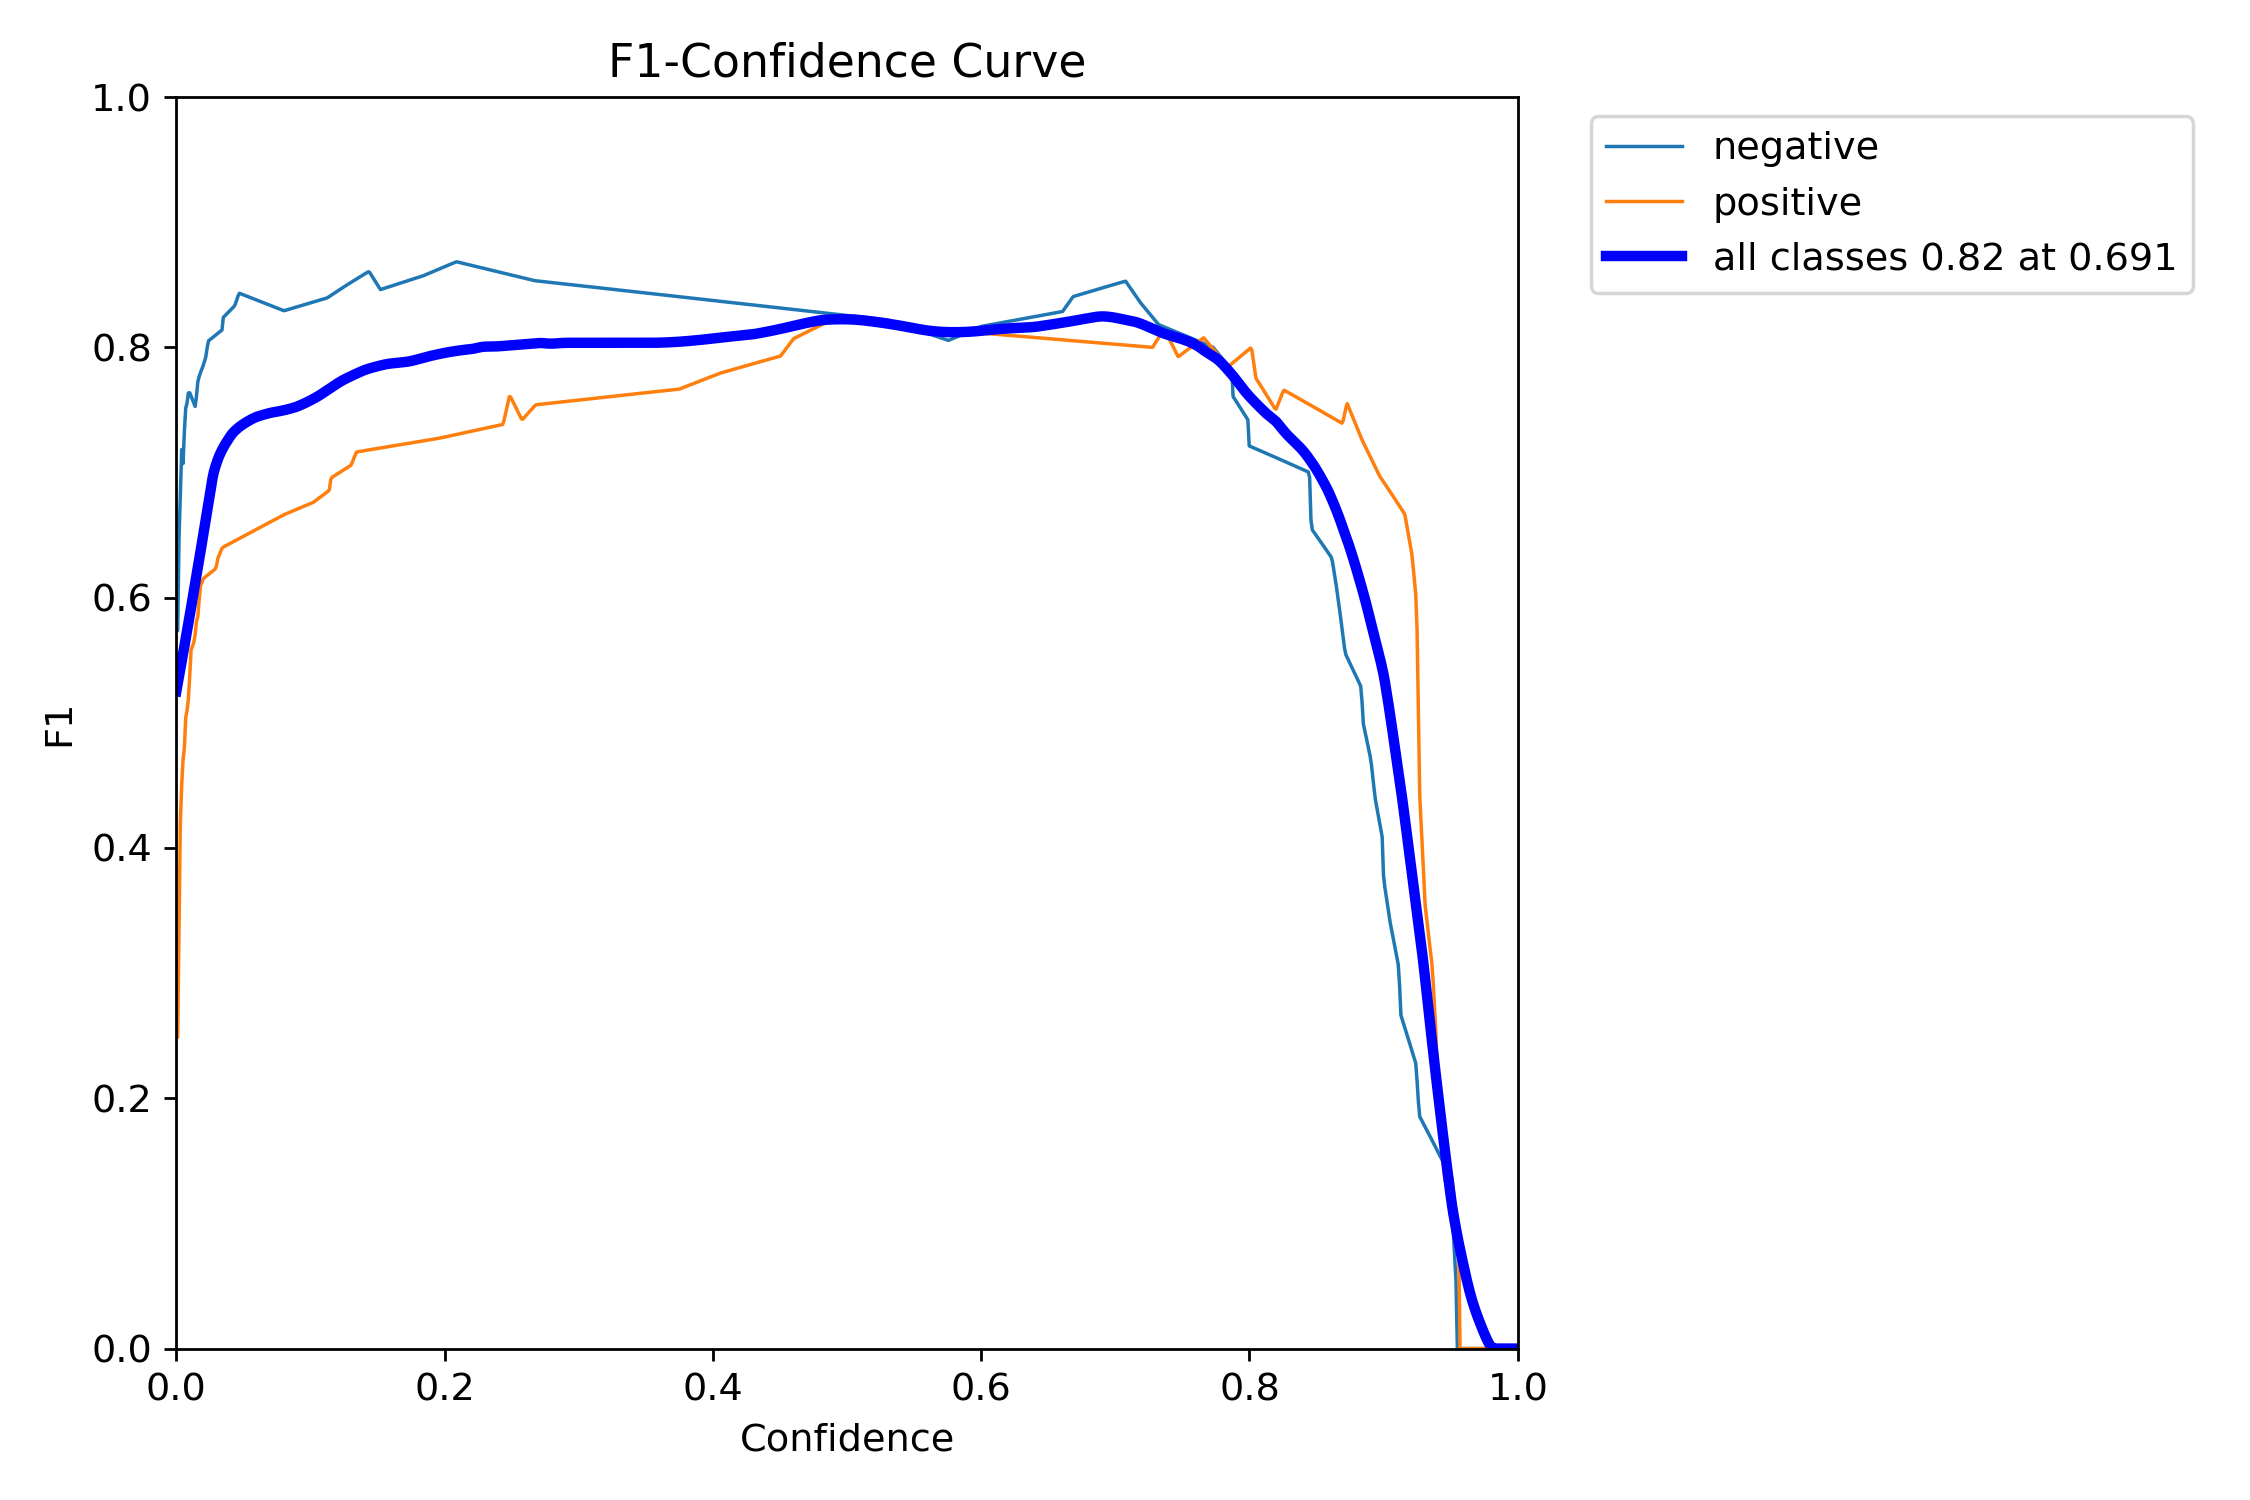 F1-Confidence Curve
1.0
0.8
0.6
0.4
0.2
0.0
F1
0.0 0.2 0.4 0.6 0.8 1.0
Confidence
negative
positive
all classes 0.82 at 0.691